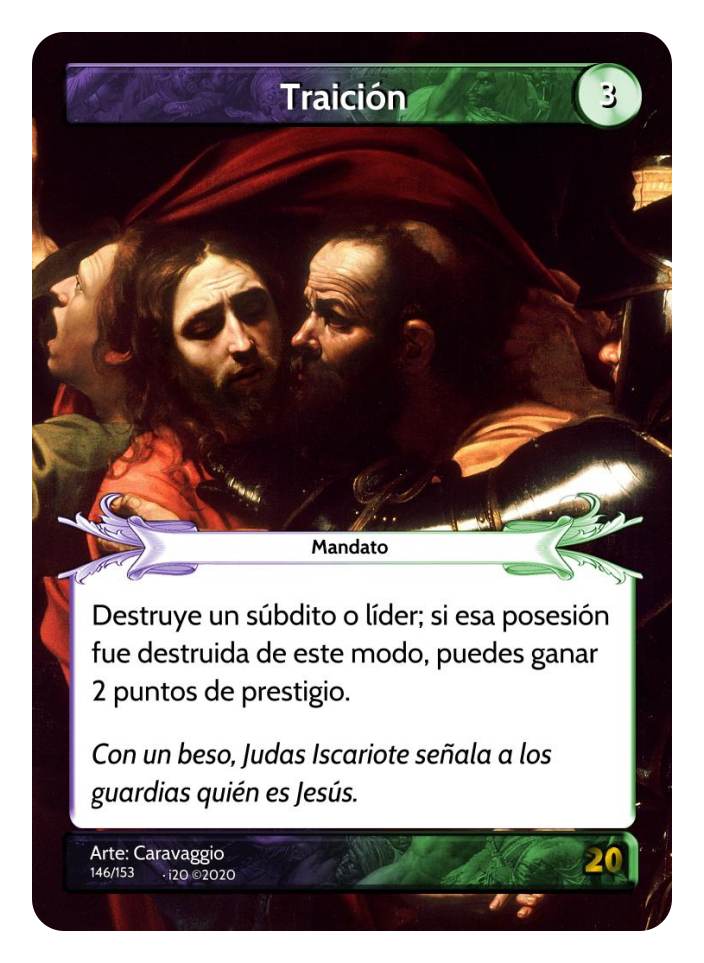 Traición
3
Mandato
Destruye un súbdito o líder; si esa posesión
fue destruida de este modo, puedes ganar
2 puntos de prestigio.
Con un beso, Judas Iscariote señala a los
guardias quién es Jesús.
Arte: Caravaggio
146/153 · i20 ©2020
20